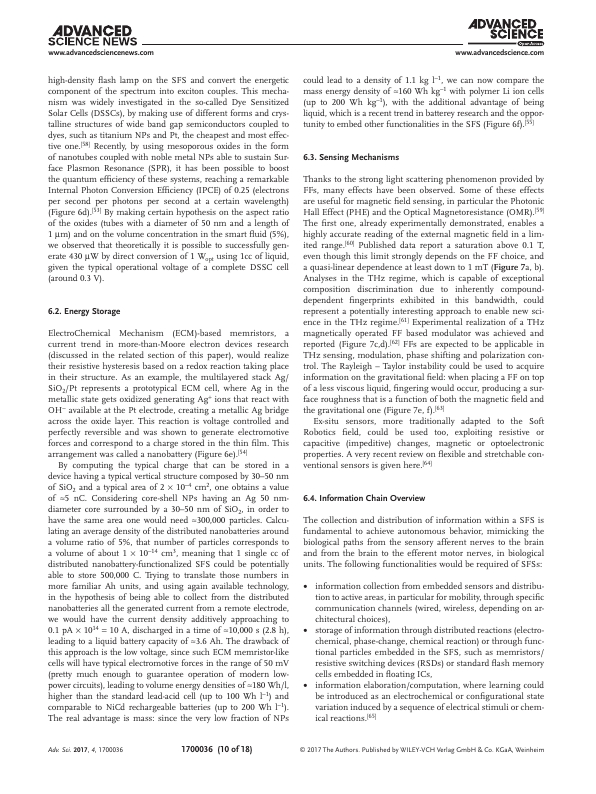 ADVANCED
SCIENCE NEWS
www.advancedsciencenews.com
ADVANCED
SCIENCE
Open Access
www.advancedscience.com
high-density flash lamp on the SFS and convert the energetic
component of the spectrum into exciton couples. This mecha-
nism was widely investigated in the so-called Dye Sensitized
Solar Cells (DSSCs), by making use of different forms and crys-
talline structures of wide band gap semiconductors coupled to
dyes, such as titanium NPs and Pt, the cheapest and most effec-
tive one.[58] Recently, by using mesoporous oxides in the form
of nanotubes coupled with noble metal NPs able to sustain Sur-
face Plasmon Resonance (SPR), it has been possible to boost
the quantum efficiency of these systems, reaching a remarkable
Internal Photon Conversion Efficiency (IPCE) of 0.25 (electrons
per second per photons per second at a certain wavelength)
(Figure 6d).[53] By making certain hypothesis on the aspect ratio
of the oxides (tubes with a diameter of 50 nm and a length of
1 µm) and on the volume concentration in the smart fluid (5%),
we observed that theoretically it is possible to successfully gen-
erate 430 µW by direct conversion of 1 Wopt using 1cc of liquid,
given the typical operational voltage of a complete DSSC cell
(around 0.3 V).
6.2. Energy Storage
ElectroChemical Mechanism (ECM)-based memristors, a
current trend in more-than-Moore electron devices research
(discussed in the related section of this paper), would realize
their resistive hysteresis based on a redox reaction taking place
in their structure. As an example, the multilayered stack Ag/
SiO2/Pt represents a prototypical ECM cell, where Ag in the
metallic state gets oxidized generating Ag+ ions that react with
OH− available at the Pt electrode, creating a metallic Ag bridge
across the oxide layer. This reaction is voltage controlled and
perfectly reversible and was shown to generate electromotive
forces and correspond to a charge stored in the thin film. This
arrangement was called a nanobattery (Figure 6e).[54]
By computing the typical charge that can be stored in a
device having a typical vertical structure composed by 30–50 nm
of SiO2 and a typical area of 2 × 10−4 cm2, one obtains a value
of ≈5 nC. Considering core-shell NPs having an Ag 50 nm-
diameter core surrounded by a 30–50 nm of SiO2, in order to
have the same area one would need ≈300,000 particles. Calcu-
lating an average density of the distributed nanobatteries around
a volume ratio of 5%, that number of particles corresponds to
a volume of about 1 × 10−14 cm3, meaning that 1 single cc of
distributed nanobattery-functionalized SFS could be potentially
able to store 500,000 C. Trying to translate those numbers in
more familiar Ah units, and using again available technology,
in the hypothesis of being able to collect from the distributed
nanobatteries all the generated current from a remote electrode,
we would have the current density additively approaching to
0.1 pA × 1014 = 10 A, discharged in a time of ≈10,000 s (2.8 h),
leading to a liquid battery capacity of ≈3.6 Ah. The drawback of
this approach is the low voltage, since such ECM memristor-like
cells will have typical electromotive forces in the range of 50 mV
(pretty much enough to guarantee operation of modern low-
power circuits), leading to volume energy densities of ≈180 Wh/l,
higher than the standard lead-acid cell (up to 100 Wh l−1) and
comparable to NiCd rechargeable batteries (up to 200 Wh l−1).
The real advantage is mass: since the very low fraction of NPs
could lead to a density of 1.1 kg l−1, we can now compare the
mass energy density of ≈160 Wh kg−1 with polymer Li ion cells
(up to 200 Wh kg−1), with the additional advantage of being
liquid, which is a recent trend in batterey research and the oppor-
tunity to embed other functionalities in the SFS (Figure 6f).[55]
6.3. Sensing Mechanisms
Thanks to the strong light scattering phenomenon provided by
FFs, many effects have been observed. Some of these effects
are useful for magnetic field sensing, in particular the Photonic
Hall Effect (PHE) and the Optical Magnetoresistance (OMR).[59]
The first one, already experimentally demonstrated, enables a
highly accurate reading of the external magnetic field in a lim-
ited range.[60] Published data report a saturation above 0.1 T,
even though this limit strongly depends on the FF choice, and
a quasi-linear dependence at least down to 1 mT (Figure 7a, b).
Analyses in the THz regime, which is capable of exceptional
composition discrimination due to inherently compound-
dependent fingerprints exhibited in this bandwidth, could
represent a potentially interesting approach to enable new sci-
ence in the THz regime.[61] Experimental realization of a THz
magnetically operated FF based modulator was achieved and
reported (Figure 7c,d).[62] FFs are expected to be applicable in
THz sensing, modulation, phase shifting and polarization con-
trol. The Rayleigh – Taylor instability could be used to acquire
information on the gravitational field: when placing a FF on top
of a less viscous liquid, fingering would occur, producing a sur-
face roughness that is a function of both the magnetic field and
the gravitational one (Figure 7e, f).[63]
Ex-situ sensors, more traditionally adapted to the Soft
Robotics field, could be used too, exploiting resistive or
capacitive (impeditive) changes, magnetic or optoelectronic
properties. A very recent review on flexible and stretchable con-
ventional sensors is given here.[64]
6.4. Information Chain Overview
The collection and distribution of information within a SFS is
fundamental to achieve autonomous behavior, mimicking the
biological paths from the sensory afferent nerves to the brain
and from the brain to the efferent motor nerves, in biological
units. The following functionalities would be required of SFSs:
• information collection from embedded sensors and distribu-
tion to active areas, in particular for mobility, through specific
communication channels (wired, wireless, depending on ar-
chitectural choices),
• storage of information through distributed reactions (electro-
chemical, phase-change, chemical reaction) or through func-
tional particles embedded in the SFS, such as memristors/
resistive switching devices (RSDs) or standard flash memory
cells embedded in floating ICs,
• information elaboration/computation, where learning could
be introduced as an electrochemical or configurational state
variation induced by a sequence of electrical stimuli or chem-
ical reactions.[65]
Adv. Sci. 2017, 4, 1700036
1700036 (10 of 18)
© 2017 The Authors. Published by WILEY-VCH Verlag GmbH & Co. KGaA, Weinheim